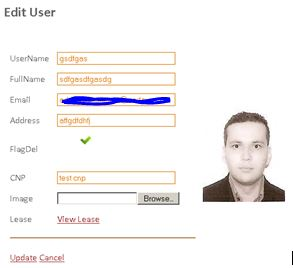 Edit User
UserName gsdfgas
FullName sdfgasdfgasdg
Email
Address affgdfdhfj
FlagDel
CNP test cnp
Image Browse..
Lease View Lease
Update Cancel